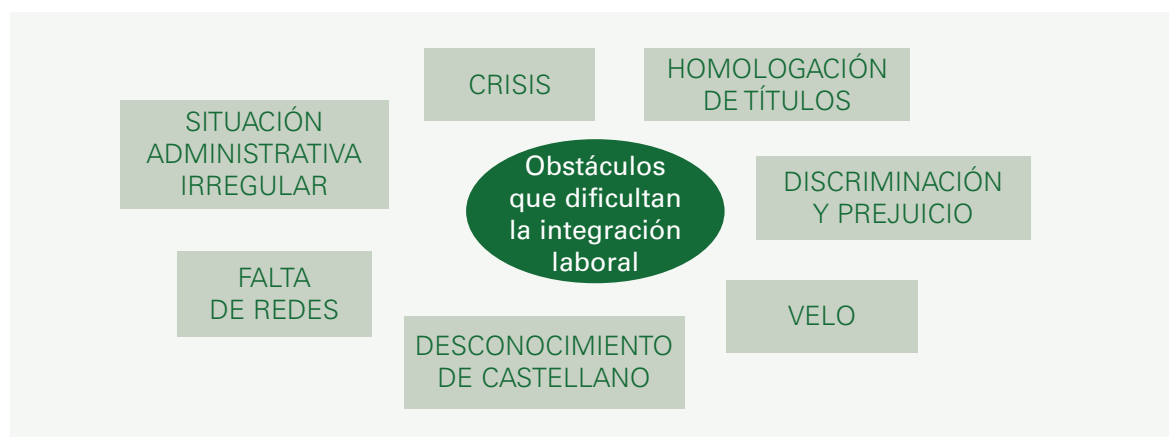 CRISIS
HOMOLOGACIÓN
DE TÍTULOS
SITUACIÓN
ADMINISTRATIVA
IRREGULAR
Obstáculos
que dificultan
la integración
laboral
DISCRIMINACIÓN
Y PREJUICIO
FALTA
DE REDES
VELO
DESCONOCIMIENTO
DE CASTELLANO